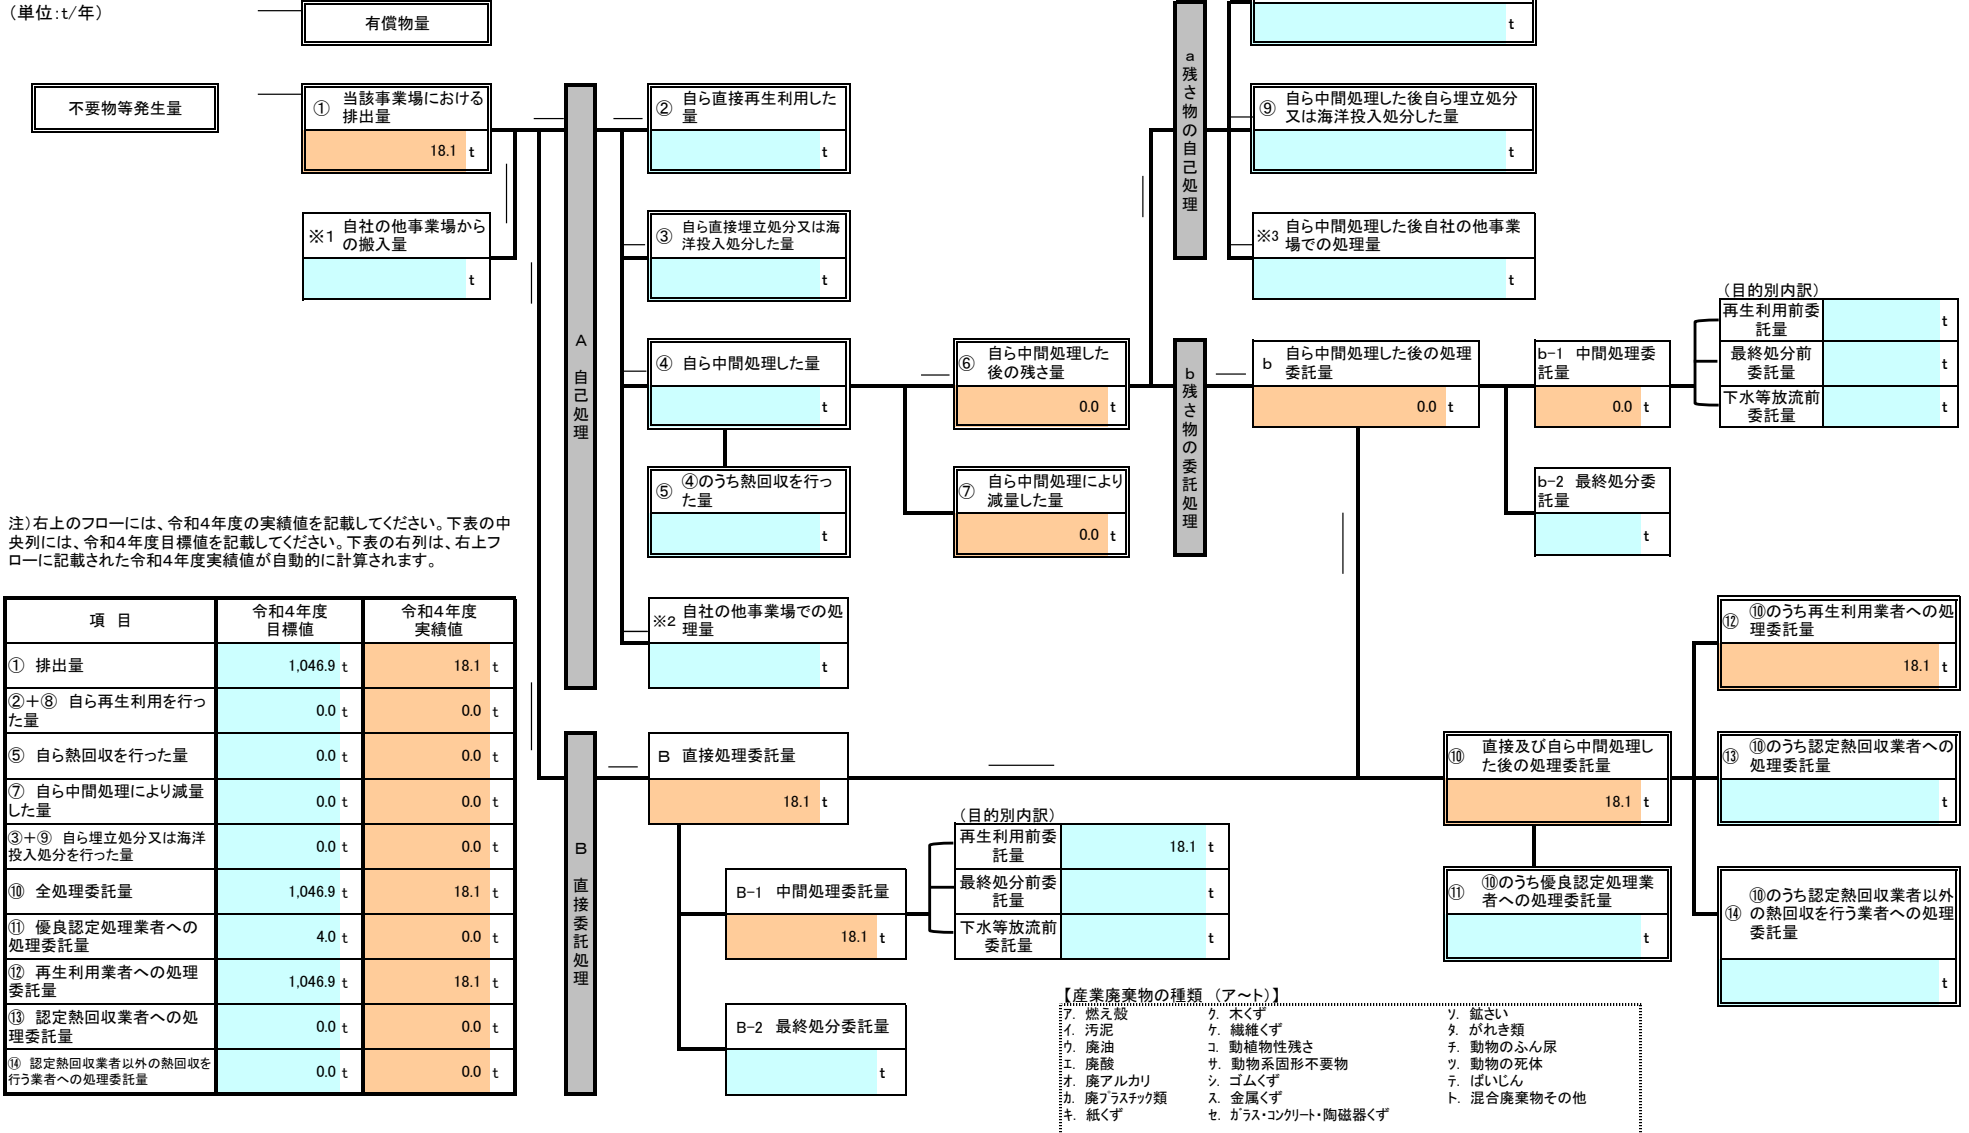 (単位:t/年)
有償物量
t
不要物等発生量
①
当該事業場における
排出量
18.1 t
②
自ら直接再生利用した
量
t
a
残さ物の自己処理
⑨
自ら中間処理した後自ら埋立処分
又は海洋投入処分した量
t
※1
自社の他事業場から
の搬入量
t
③
自ら直接埋立処分又は海
洋投入処分した量
t
※3
自ら中間処理した後自社の他事業
場での処理量
t
A
自己処理
④ 自ら中間処理した量
t
⑥
自ら中間処理した
後の残さ量
0.0 t
b
残さ物の委託処理
b
自ら中間処理した後の処理
委託量
0.0 t
b-1 中間処理委
託量
0.0 t
(目的別内訳)
再生利用前委
託量
t
最終処分前
委託量
t
下水等放流前
委託量
t
⑤
④のうち熱回収を行っ
た量
t
⑦
自ら中間処理により
減量した量
0.0 t
b-2 最終処分委
託量
t
注)右上のフローには、令和4年度の実績値を記載してください。下表の中
央列には、令和4年度目標値を記載してください。下表の右列は、右上フ
ローに記載された令和4年度実績値が自動的に計算されます。
※2
自社の他事業場での処
理量
t
項 目
令和4年度
目標値
令和4年度
実績値
① 排出量
1,046.9 t
18.1 t
②+⑧ 自ら再生利用を行っ
た量
0.0 t
0.0 t
⑤ 自ら熱回収を行った量
0.0 t
0.0 t
⑦ 自ら中間処理により減量
した量
0.0 t
0.0 t
③+⑨ 自ら埋立処分又は海洋
投入処分を行った量
0.0 t
0.0 t
⑩ 全処理委託量
1,046.9 t
18.1 t
⑪ 優良認定処理業者への
処理委託量
4.0 t
0.0 t
⑫ 再生利用業者への処理
委託量
1,046.9 t
18.1 t
⑬ 認定熱回収業者への処
理委託量
0.0 t
0.0 t
⑭ 認定熱回収業者以外の熱回収を
行う業者への処理委託量
0.0 t
0.0 t
B
直接委託処理
B 直接処理委託量
18.1 t
B-1 中間処理委託量
18.1 t
(目的別内訳)
再生利用前委
託量
18.1 t
最終処分前委
託量
t
下水等放流前
委託量
t
B-2 最終処分委託量
t
⑩
直接及び自ら中間処理し
た後の処理委託量
18.1 t
⑪
⑩のうち優良認定処理業
者への処理委託量
t
⑫
⑩のうち再生利用業者への処
理委託量
18.1 t
⑬
⑩のうち認定熱回収業者への
処理委託量
t
⑭
⑩のうち認定熱回収業者以外
の熱回収を行う業者への処理
委託量
t
【産業廃棄物の種類 (ア~ト)】
ア. 燃え殻
イ. 汚泥
ウ. 廃油
エ. 廃酸
オ. 廃アルカリ
カ. 廃プラスチック類
キ. 紙くず
ク. 木くず
ケ. 繊維くず
コ. 動植物性残さ
サ. 動物系固形不要物
シ. ゴムくず
ス. 金属くず
セ. ガラス・コンクリート・陶磁器くず
ソ. 鉱さい
タ. がれき類
チ. 動物のふん尿
ツ. 動物の死体
テ. ばいじん
ト. 混合廃棄物その他